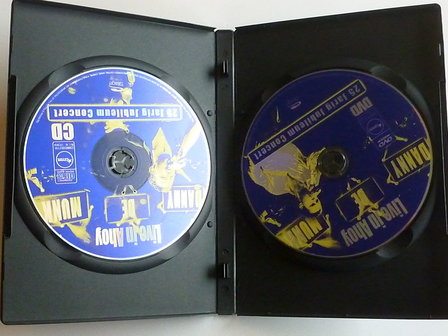 Live in Ahoy
DANNY
DE
MUNK
CD
25 Jarig Jubileum Concert
Live in Ahoy
DANNY
DE
MUNK
DVD
25 Jarig Jubileum Concert